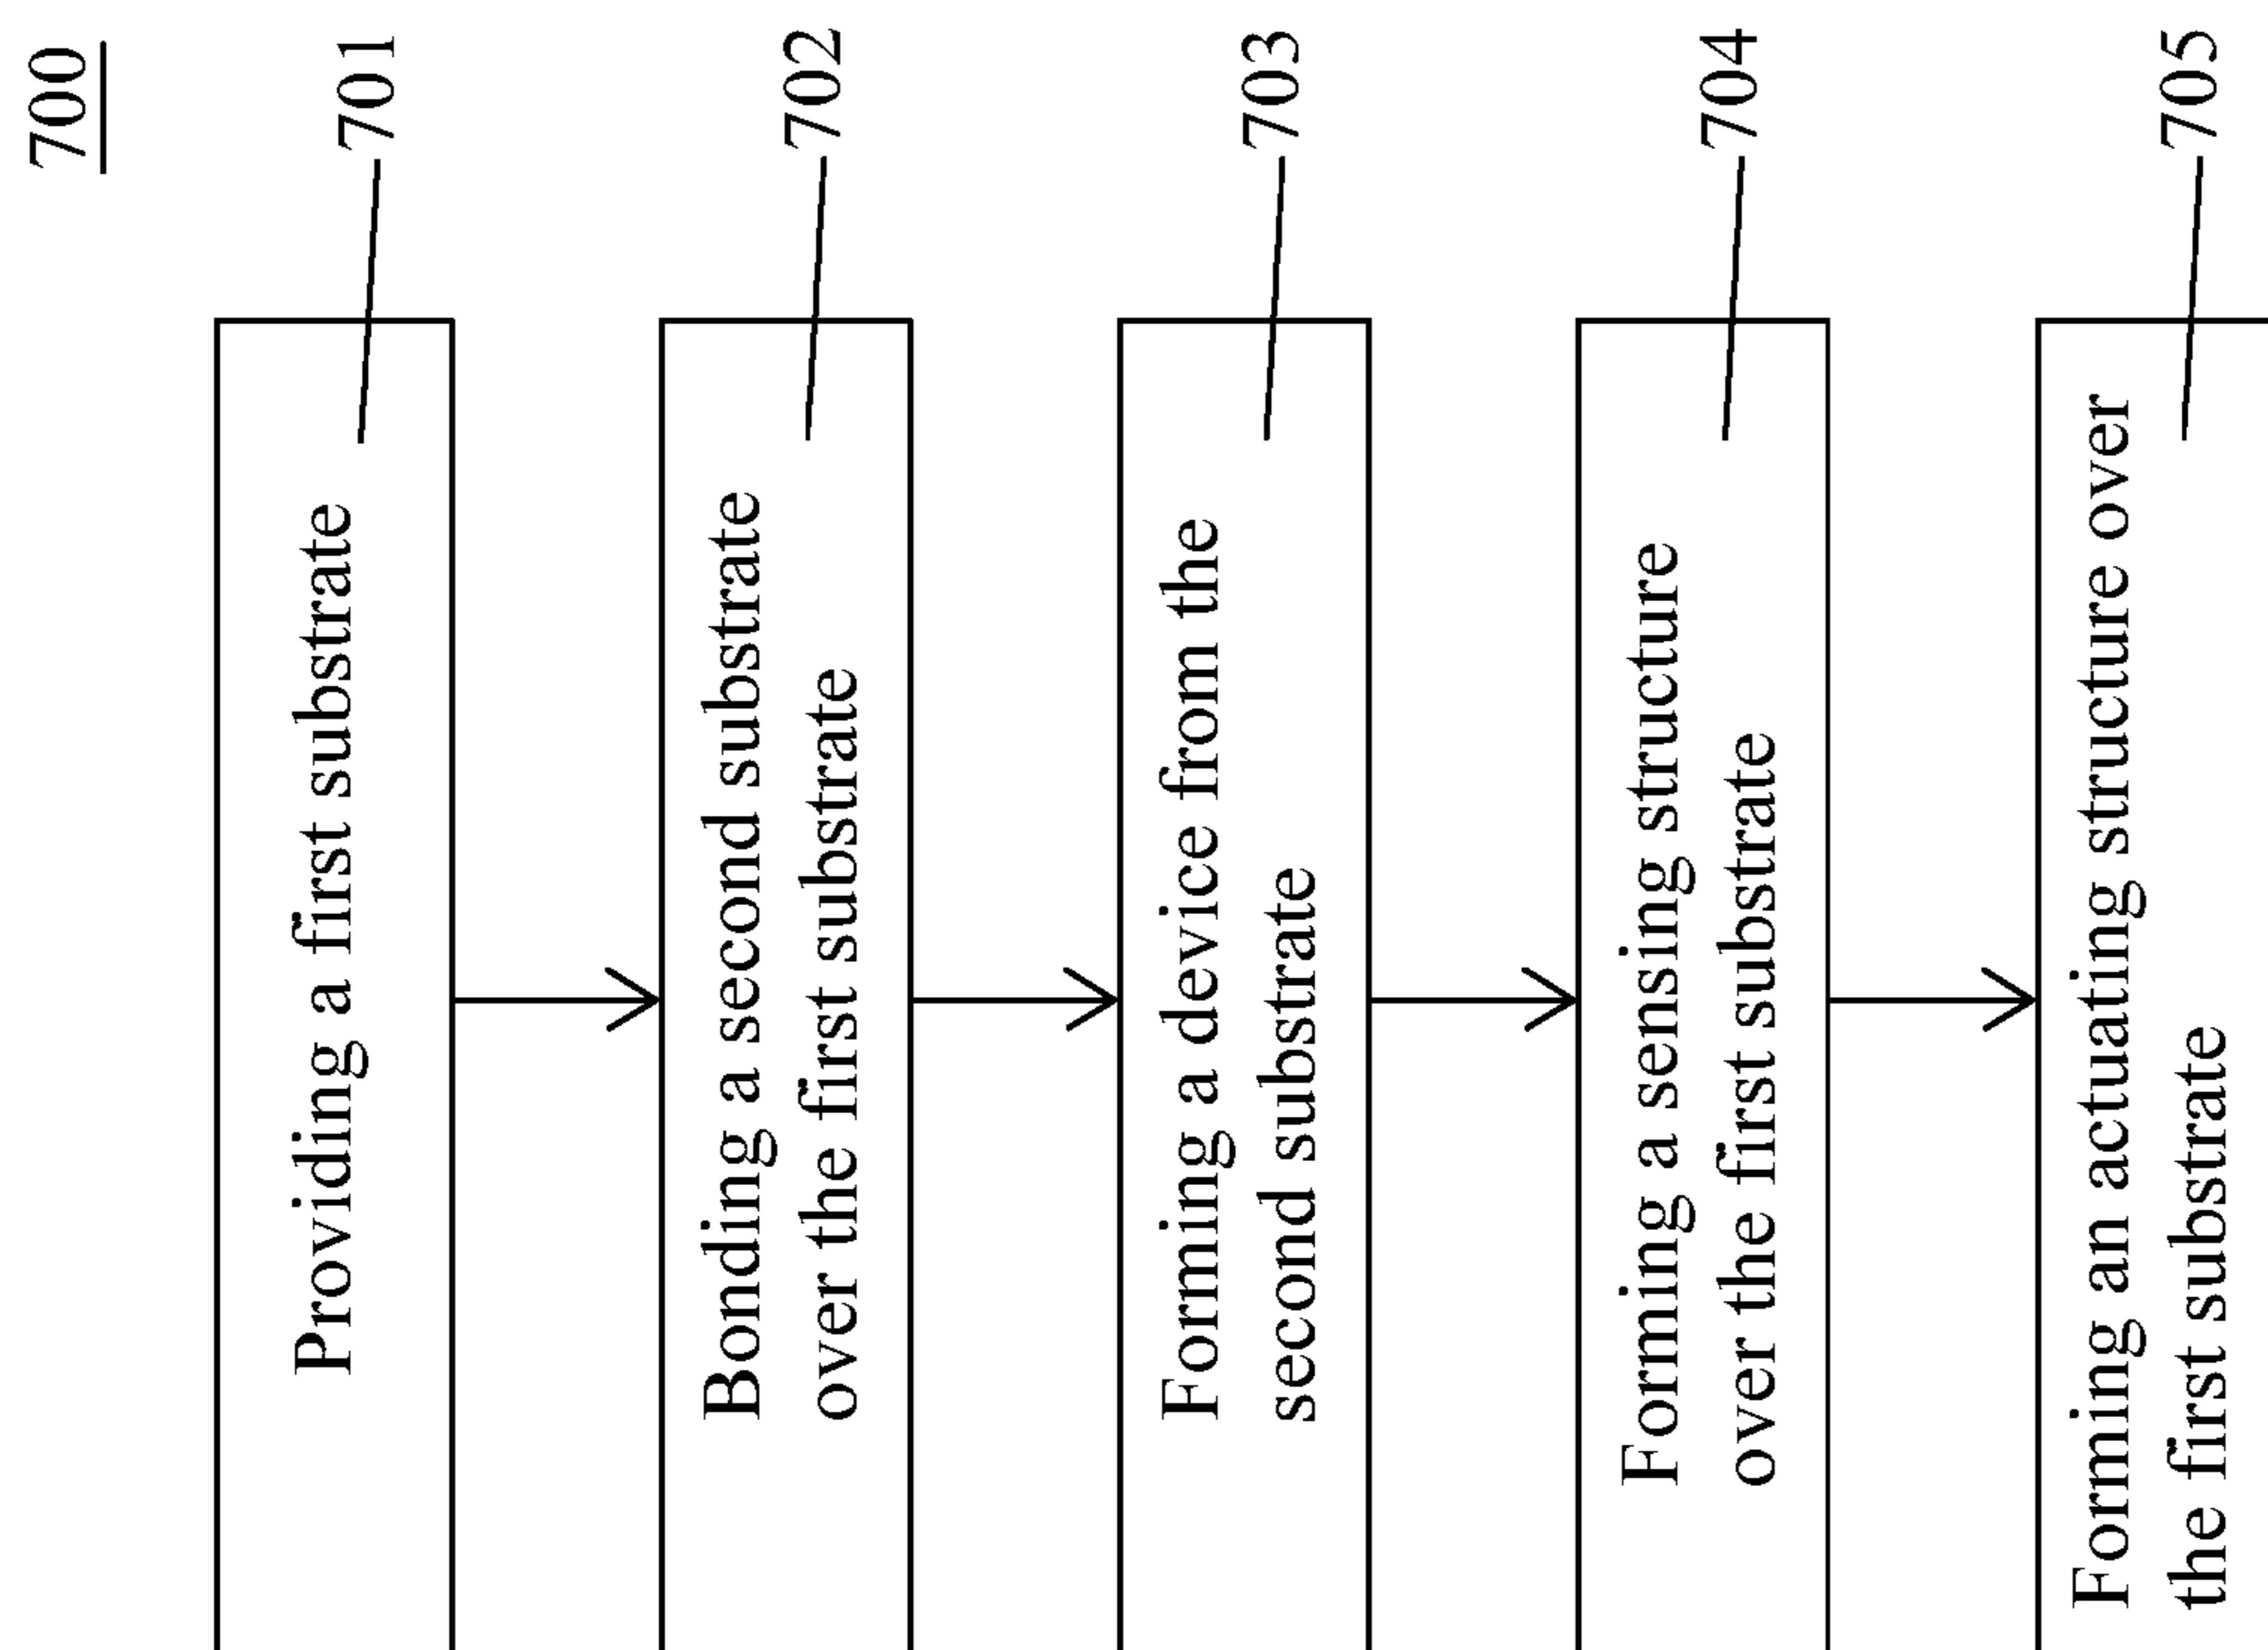 700
Providing a first substrate
701
Bonding a second substrate
over the first substrate
702
Forming a device from the
second substrate
703
Forming a sensing structure
over the first substrate
704
Forming an actuating structure over
the first substrate
705